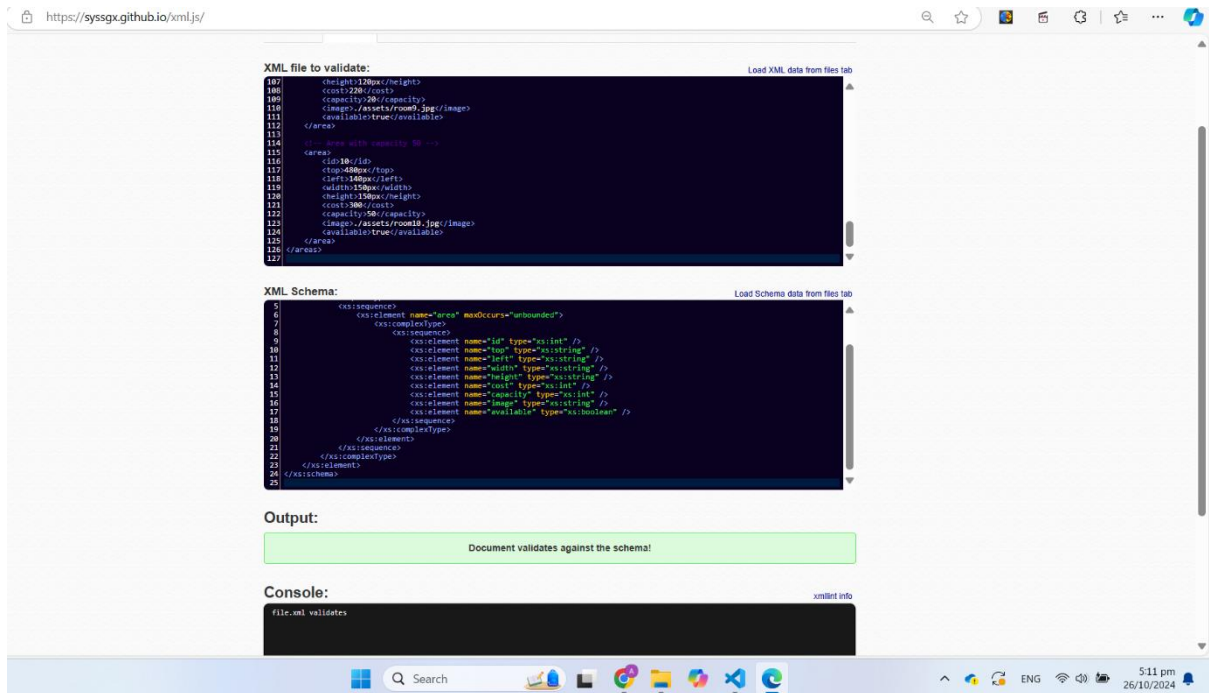 https://syssgx.github.io/xml.js/
XML file to validate:
Load XML data from files tab
107 <height>120px</height>
108 <cost>220</cost>
109 <capacity>20</capacity>
110 <image>./assets/room9.jpg</image>
111 <available>true</available>
112 </area>
113
114 <!-- Area with capacity 50 -->
115 <area>
116 <id>10</id>
117 <top>480px</top>
118 <left>140px</left>
119 <width>150px</width>
120 <height>150px</height>
121 <cost>300</cost>
122 <capacity>50</capacity>
123 <image>./assets/room10.jpg</image>
124 <available>true</available>
125 </area>
126 </areas>
127
XML Schema:
Load Schema data from files tab
5 <xs:sequence>
6 <xs:element name="area" maxOccurs="unbounded">
7 <xs:complexType>
8 <xs:sequence>
9 <xs:element name="id" type="xs:int" />
10 <xs:element name="top" type="xs:string" />
11 <xs:element name="left" type="xs:string" />
12 <xs:element name="width" type="xs:string" />
13 <xs:element name="height" type="xs:string" />
14 <xs:element name="cost" type="xs:int" />
15 <xs:element name="capacity" type="xs:int" />
16 <xs:element name="image" type="xs:string" />
17 <xs:element name="available" type="xs:boolean" />
18 </xs:sequence>
19 </xs:complexType>
20 </xs:element>
21 </xs:sequence>
22 </xs:complexType>
23 </xs:element>
24 </xs:schema>
25
Output:
Document validates against the schema!
Console:
xmllint info
file.xml validates
Search
ENG
5:11 pm
26/10/2024